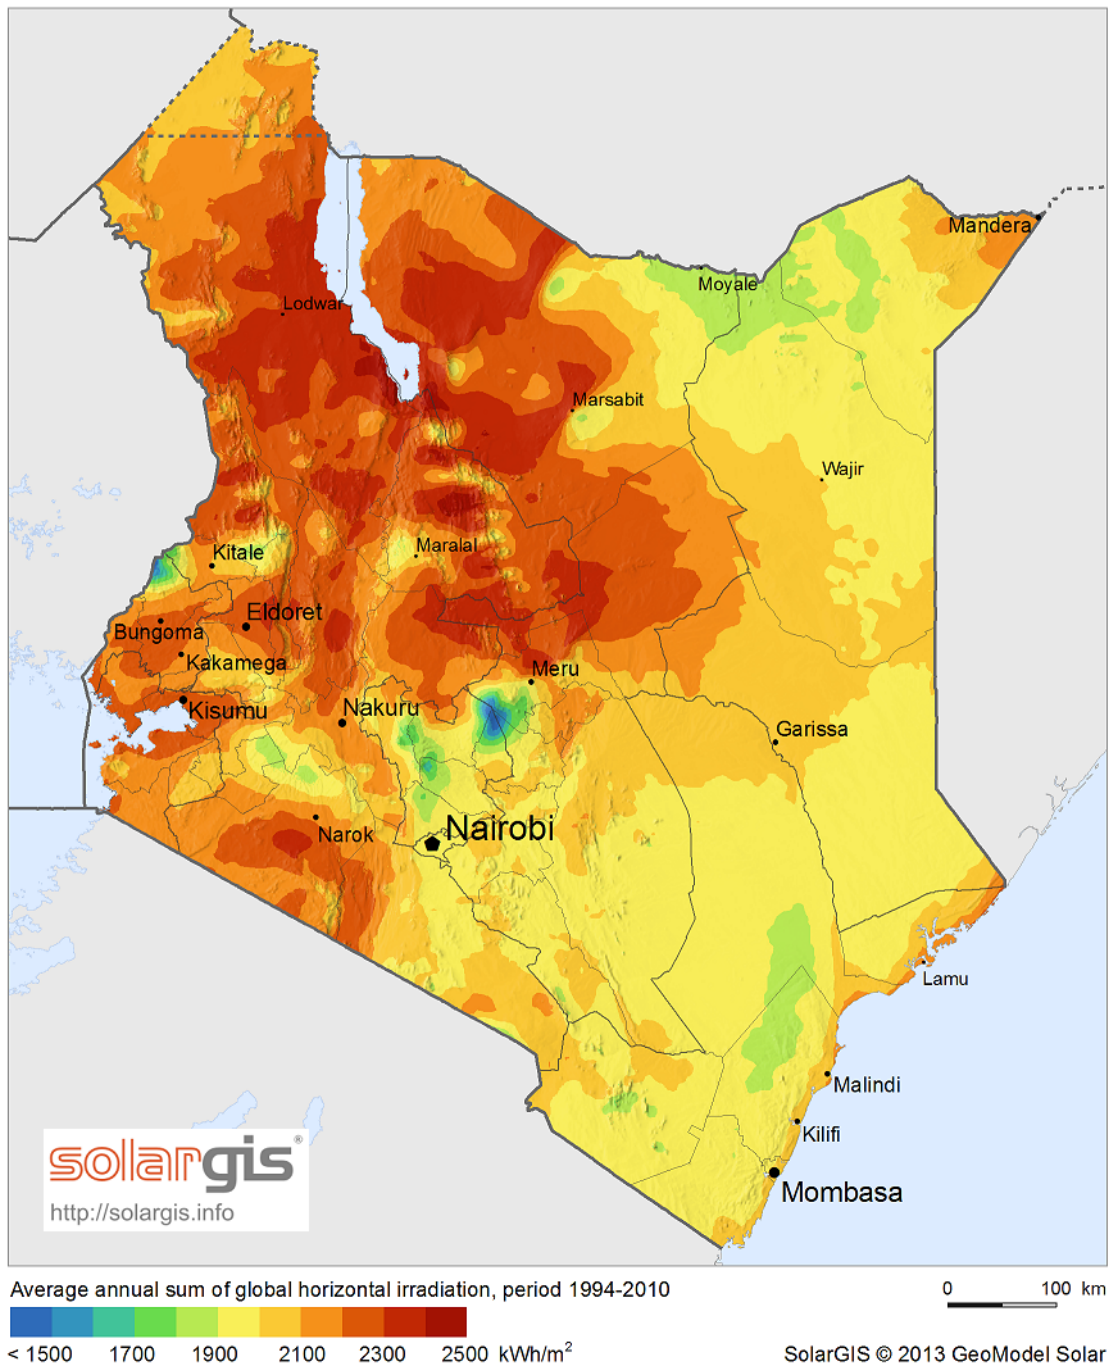 Mandera
Moyale
Lodwar
Marsabit
Wajir
Maralal
Kitale
Eldoret
Bungoma
Kakamega
Meru
Kisumu
Nakuru
Garissa
Nairobi
Narok
Lamu
Malindi
Kilifi
Mombasa
solargis®
http://solargis.info
Average annual sum of global horizontal irradiation, period 1994-2010
0 100 km
< 1500 1700 1900 2100 2300 2500 kWh/m²
SolarGIS © 2013 GeoModel Solar